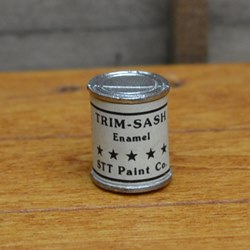 TRIM-SASH
Enamel
★ ★ ★ ★ ★
STT Paint Co.